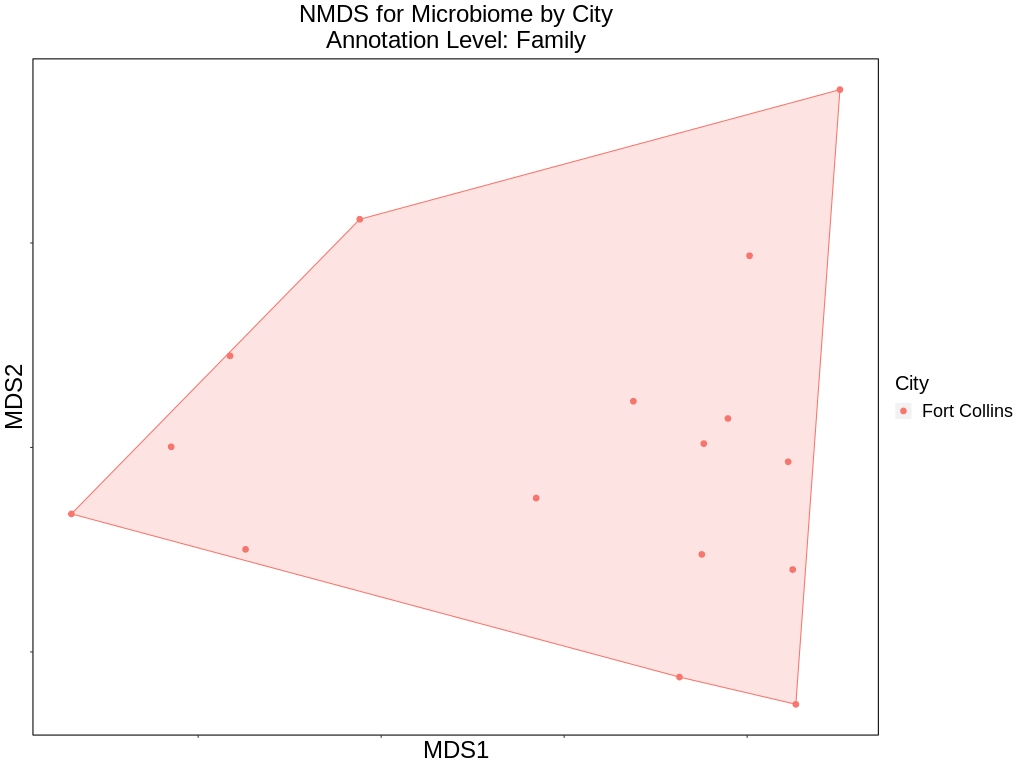 NMDS for Microbiome by City
Annotation Level: Family
MDS2
City
Fort Collins
MDS1